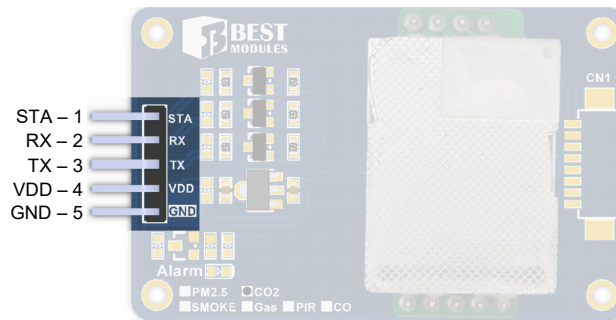 BEST
MODULES
CN1
STA – 1
RX – 2
TX – 3
VDD – 4
GND – 5
STA
RX
TX
VDD
GND
Alarm
PM2.5 CO2
SMOKE Gas PIR CO